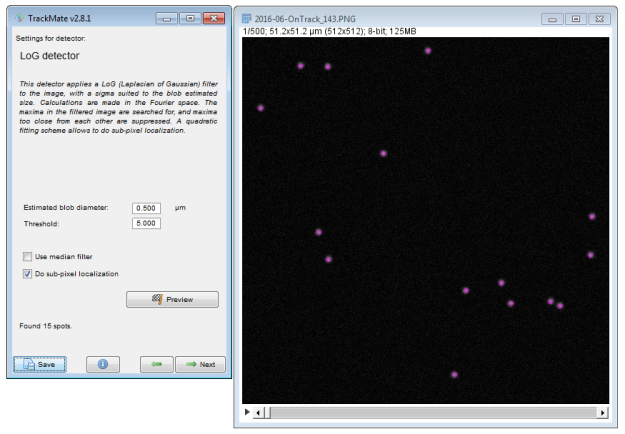 TrackMate v2.8.1
Settings for detector:
LoG detector
This detector applies a LoG (Laplacian of Gaussian) filter
to the image, with a sigma suited to the blob estimated
size. Calculations are made in the Fourier space. The
maxima in the filtered image are searched for, and maxima
too close from each other are suppressed. A quadratic
fitting scheme allows to do sub-pixel localization.
Estimated blob diameter: 0.500 µm
Threshold: 5.000
Use median filter
Do sub-pixel localization
Preview
Found 15 spots.
Save
Next
2016-06-OnTrack_143.PNG
1/500; 51.2x51.2 µm (512x512); 8-bit; 125MB